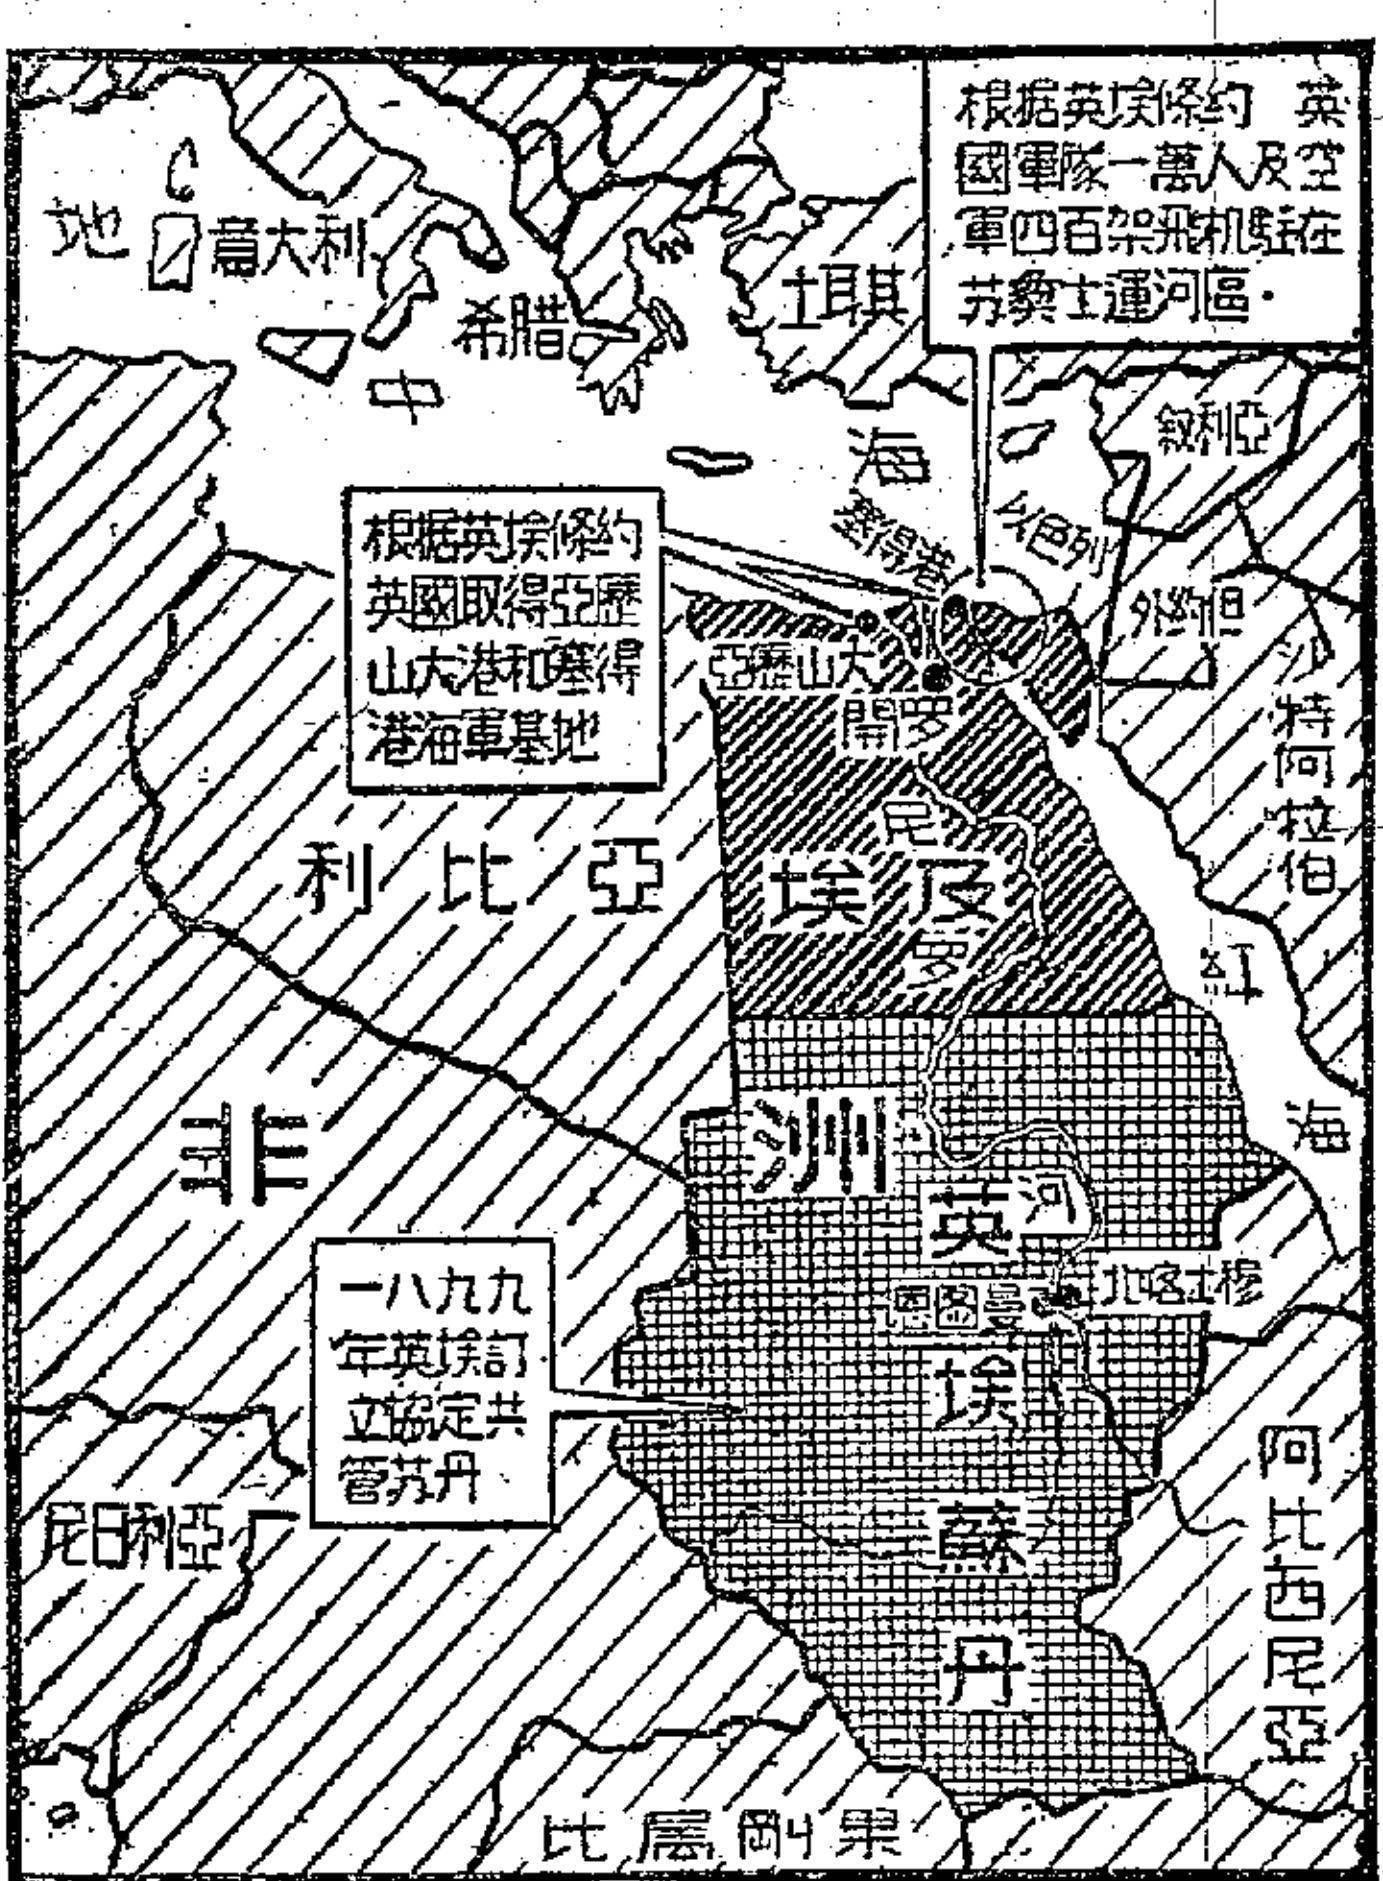 根据英埃條約 英
國軍隊一萬人及空
軍四百架飛机駐在
苏彝士運河區·
地
中
海
意大利
希腊
土耳其
叙利亞
以色列
外約但
塞得港
根据英埃條約
英國取得亞歷
山大港和塞得
港海軍基地
亞歷山大
開罗
沙特阿拉伯
利比亞
埃及
尼
罗
河
紅
海
非
洲
英
埃
蘇
丹
恩圖曼
北喀土穆
一八九九
年英埃訂
立協定共
管苏丹
尼日利亞
阿比西尼亞
比屬剛果